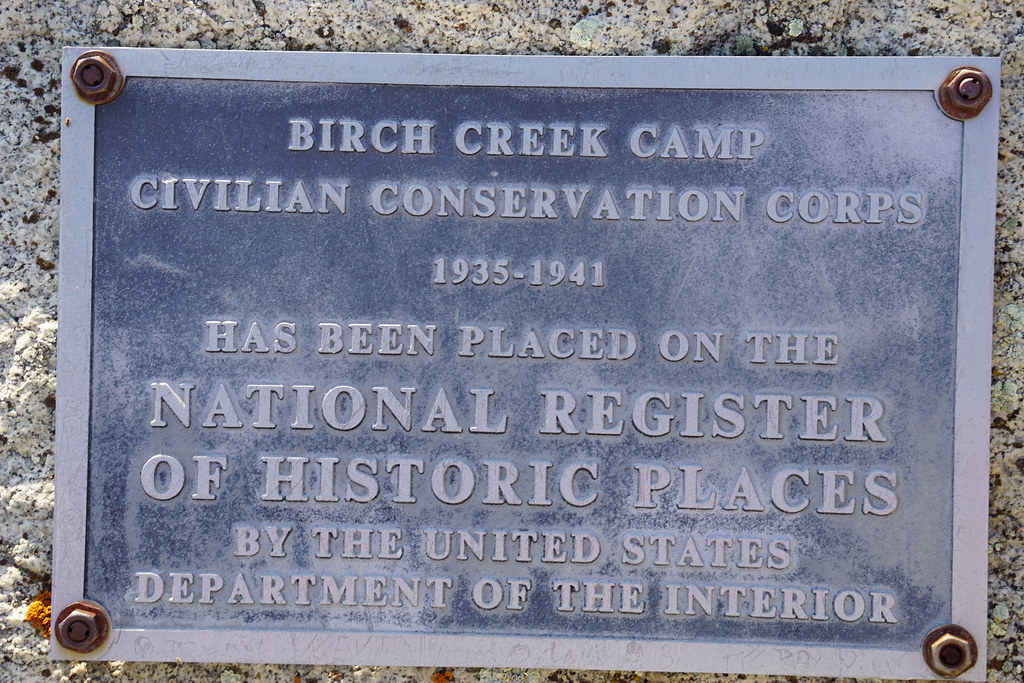 BIRCH CREEK CAMP
CIVILIAN CONSERVATION CORPS
1935-1941
HAS BEEN PLACED ON THE
NATIONAL REGISTER
OF HISTORIC PLACES
BY THE UNITED STATES
DEPARTMENT OF THE INTERIOR